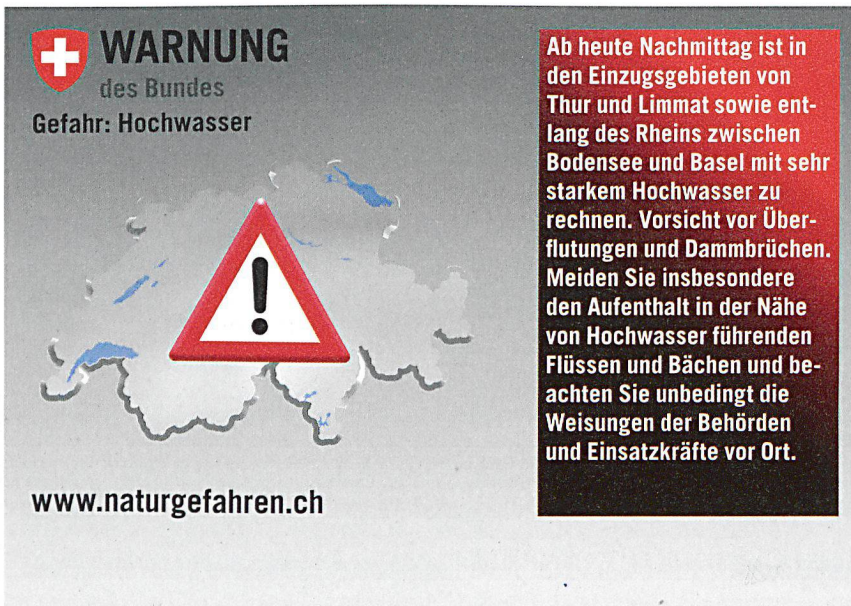 WARNUNG
des Bundes
Gefahr: Hochwasser
www.naturgefahren.ch
Ab heute Nachmittag ist in
den Einzugsgebieten von
Thur und Limmat sowie ent-
lang des Rheins zwischen
Bodensee und Basel mit sehr
starkem Hochwasser zu
rechnen. Vorsicht vor Über-
flutungen und Dammbrüchen.
Meiden Sie insbesondere
den Aufenthalt in der Nähe
von Hochwasser führenden
Flüssen und Bächen und be-
achten Sie unbedingt die
Weisungen der Behörden
und Einsatzkräfte vor Ort.